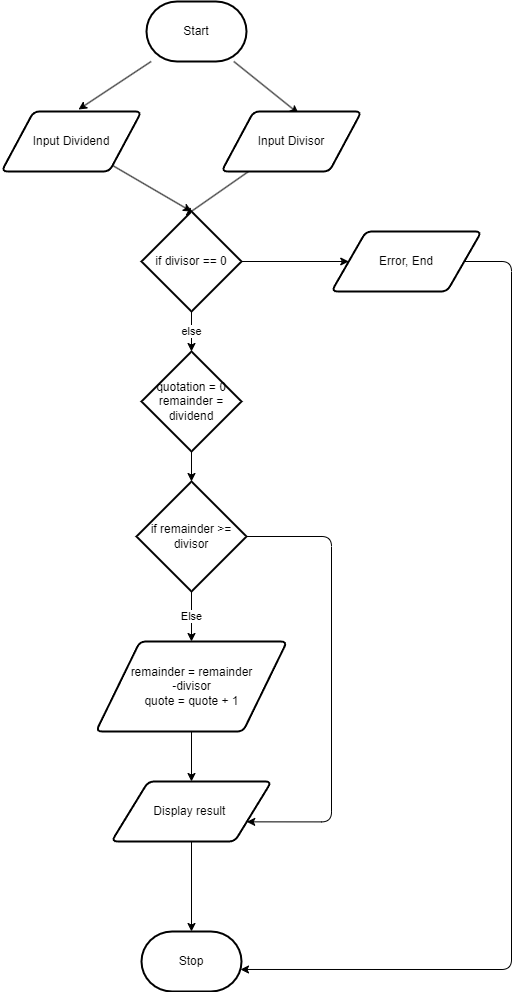 Start
Input Dividend
Input Divisor
if divisor == 0
Error, End
else
quotation = 0
remainder =
dividend
if remainder >=
divisor
Else
remainder = remainder
-divisor
quote = quote + 1
Display result
Stop